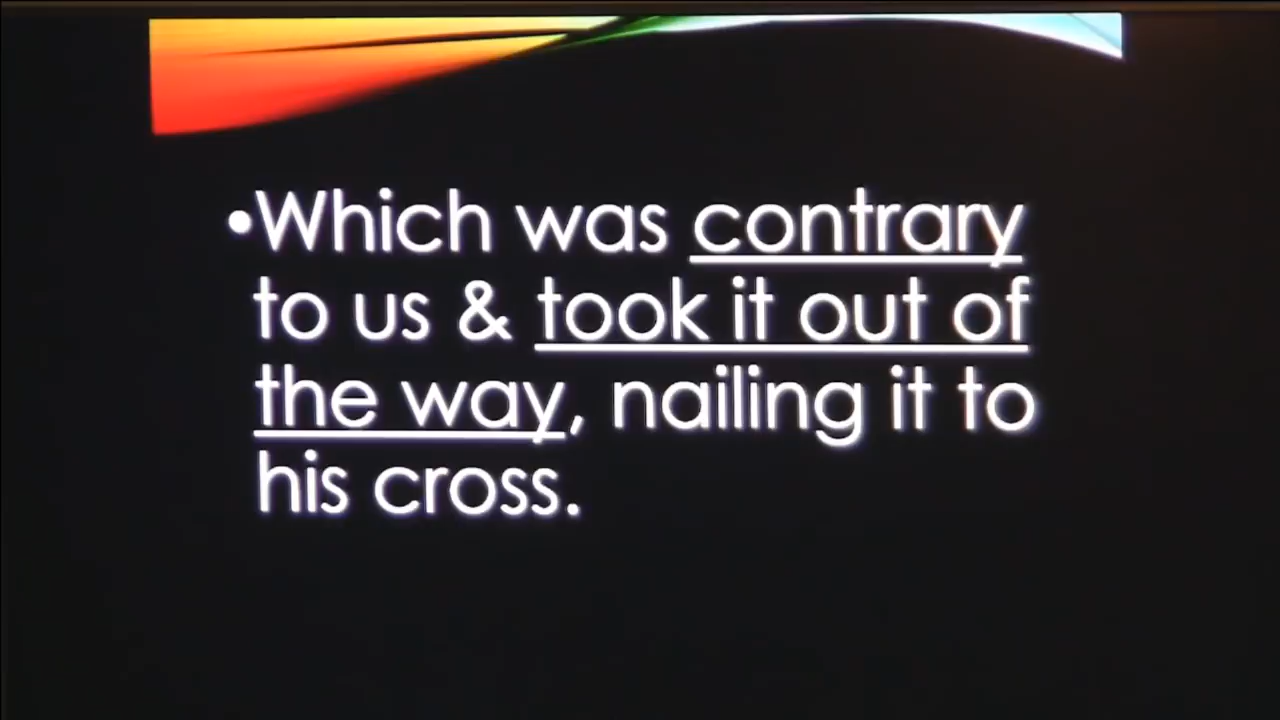 •Which was contrary
to us & took it out of
the way, nailing it to
his cross.